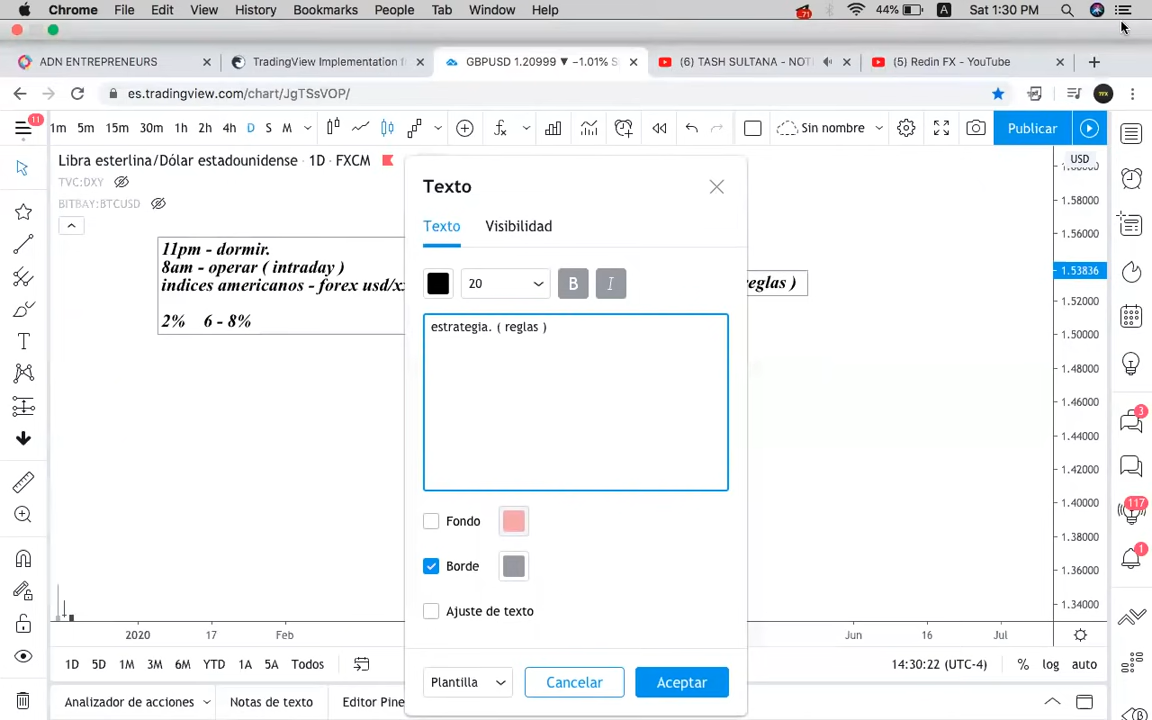 Chrome File Edit View History Bookmarks People Tab Window Help 71 44% A Sat 1:30 PM
ADN ENTREPRENEURS × TradingView Implementation f × GBPUSD 1.20999 ▼ −1.01% S × (6) TASH SULTANA - NOT × (5) Redin FX - YouTube × +
es.tradingview.com/chart/JgTSsVOP/
11 1m 5m 15m 30m 1h 2h 4h D S M Sin nombre Publicar
Libra esterlina/Dólar estadounidense · 1D · FXCM USD
TVC:DXY
BITBAY:BTCUSD
11pm - dormir.
8am - operar ( intraday )
indices americanos - forex usd/x
2% 6 - 8%
reglas )
Texto
Texto Visibilidad
20 B I
estrategia. ( reglas )
Fondo
Borde
Ajuste de texto
Plantilla Cancelar Aceptar
1.58000
1.56000
1.53836
1.52000
1.50000
1.48000
1.46000
1.44000
1.42000
1.40000
1.38000
1.36000
1.34000
3
117
1
2020 17 Feb Jun 16 Jul
1D 5D 1M 3M 6M YTD 1A 5A Todos 14:30:22 (UTC-4) % log auto
Analizador de acciones Notas de texto Editor Pine